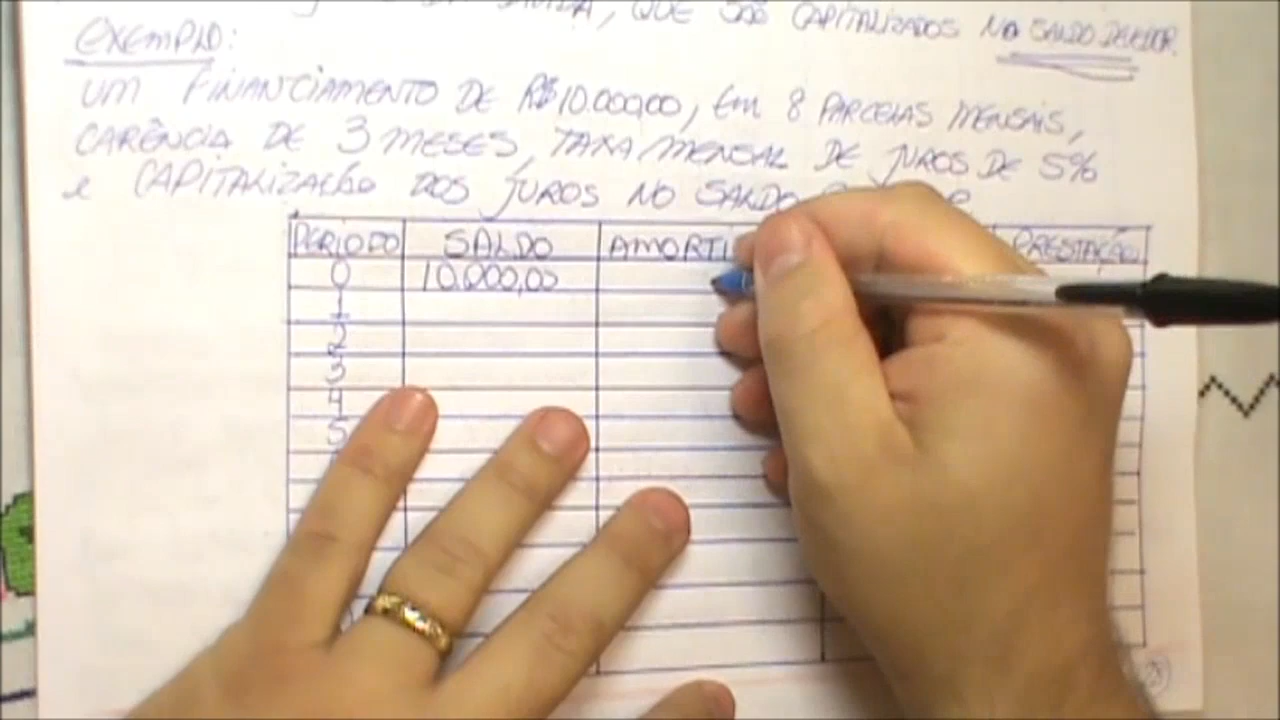 QUE SÃO CAPITALIZADOS NO SALDO DEVEDOR.
EXEMPLO:
UM FINANCIAMENTO DE R$10.000,00, EM 8 PARCELAS MENSAIS,
CARÊNCIA DE 3 MESES, TAXA MENSAL DE JUROS DE 5%
e CAPITALIZAÇÃO DOS JUROS NO SALDO
PERIODO SALDO AMORTI PRESTAÇÃO
0 10.000,00
1
2
3
4
5